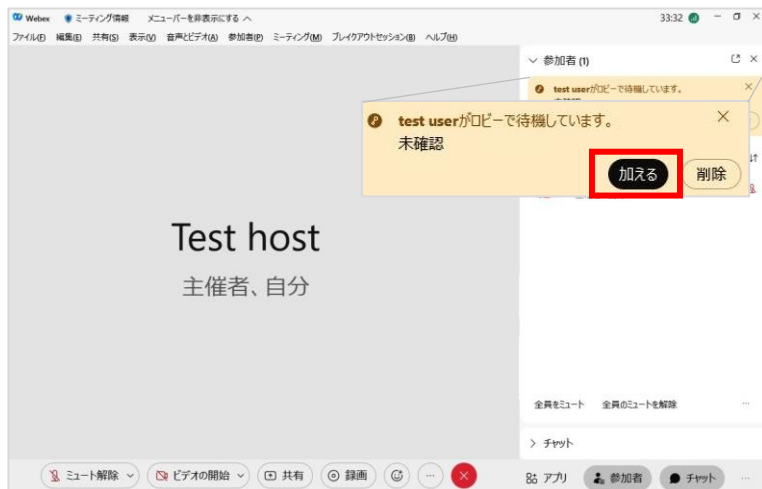 Webex ミーティング情報 メニューバーを非表示にする 33:32
ファイル(F) 編集(E) 共有(S) 表示(V) 音声とビデオ(A) 参加者(P) ミーティング(M) ブレイクアウトセッション(B) ヘルプ(H)
参加者 (1)
test userがロビーで待機しています。
test userがロビーで待機しています。
未確認
加える 削除
Test host
主催者、自分
全員をミュート 全員のミュートを解除 ...
チャット
ミュート解除 ビデオの開始 共有 録画 ... アプリ 参加者 チャット ...